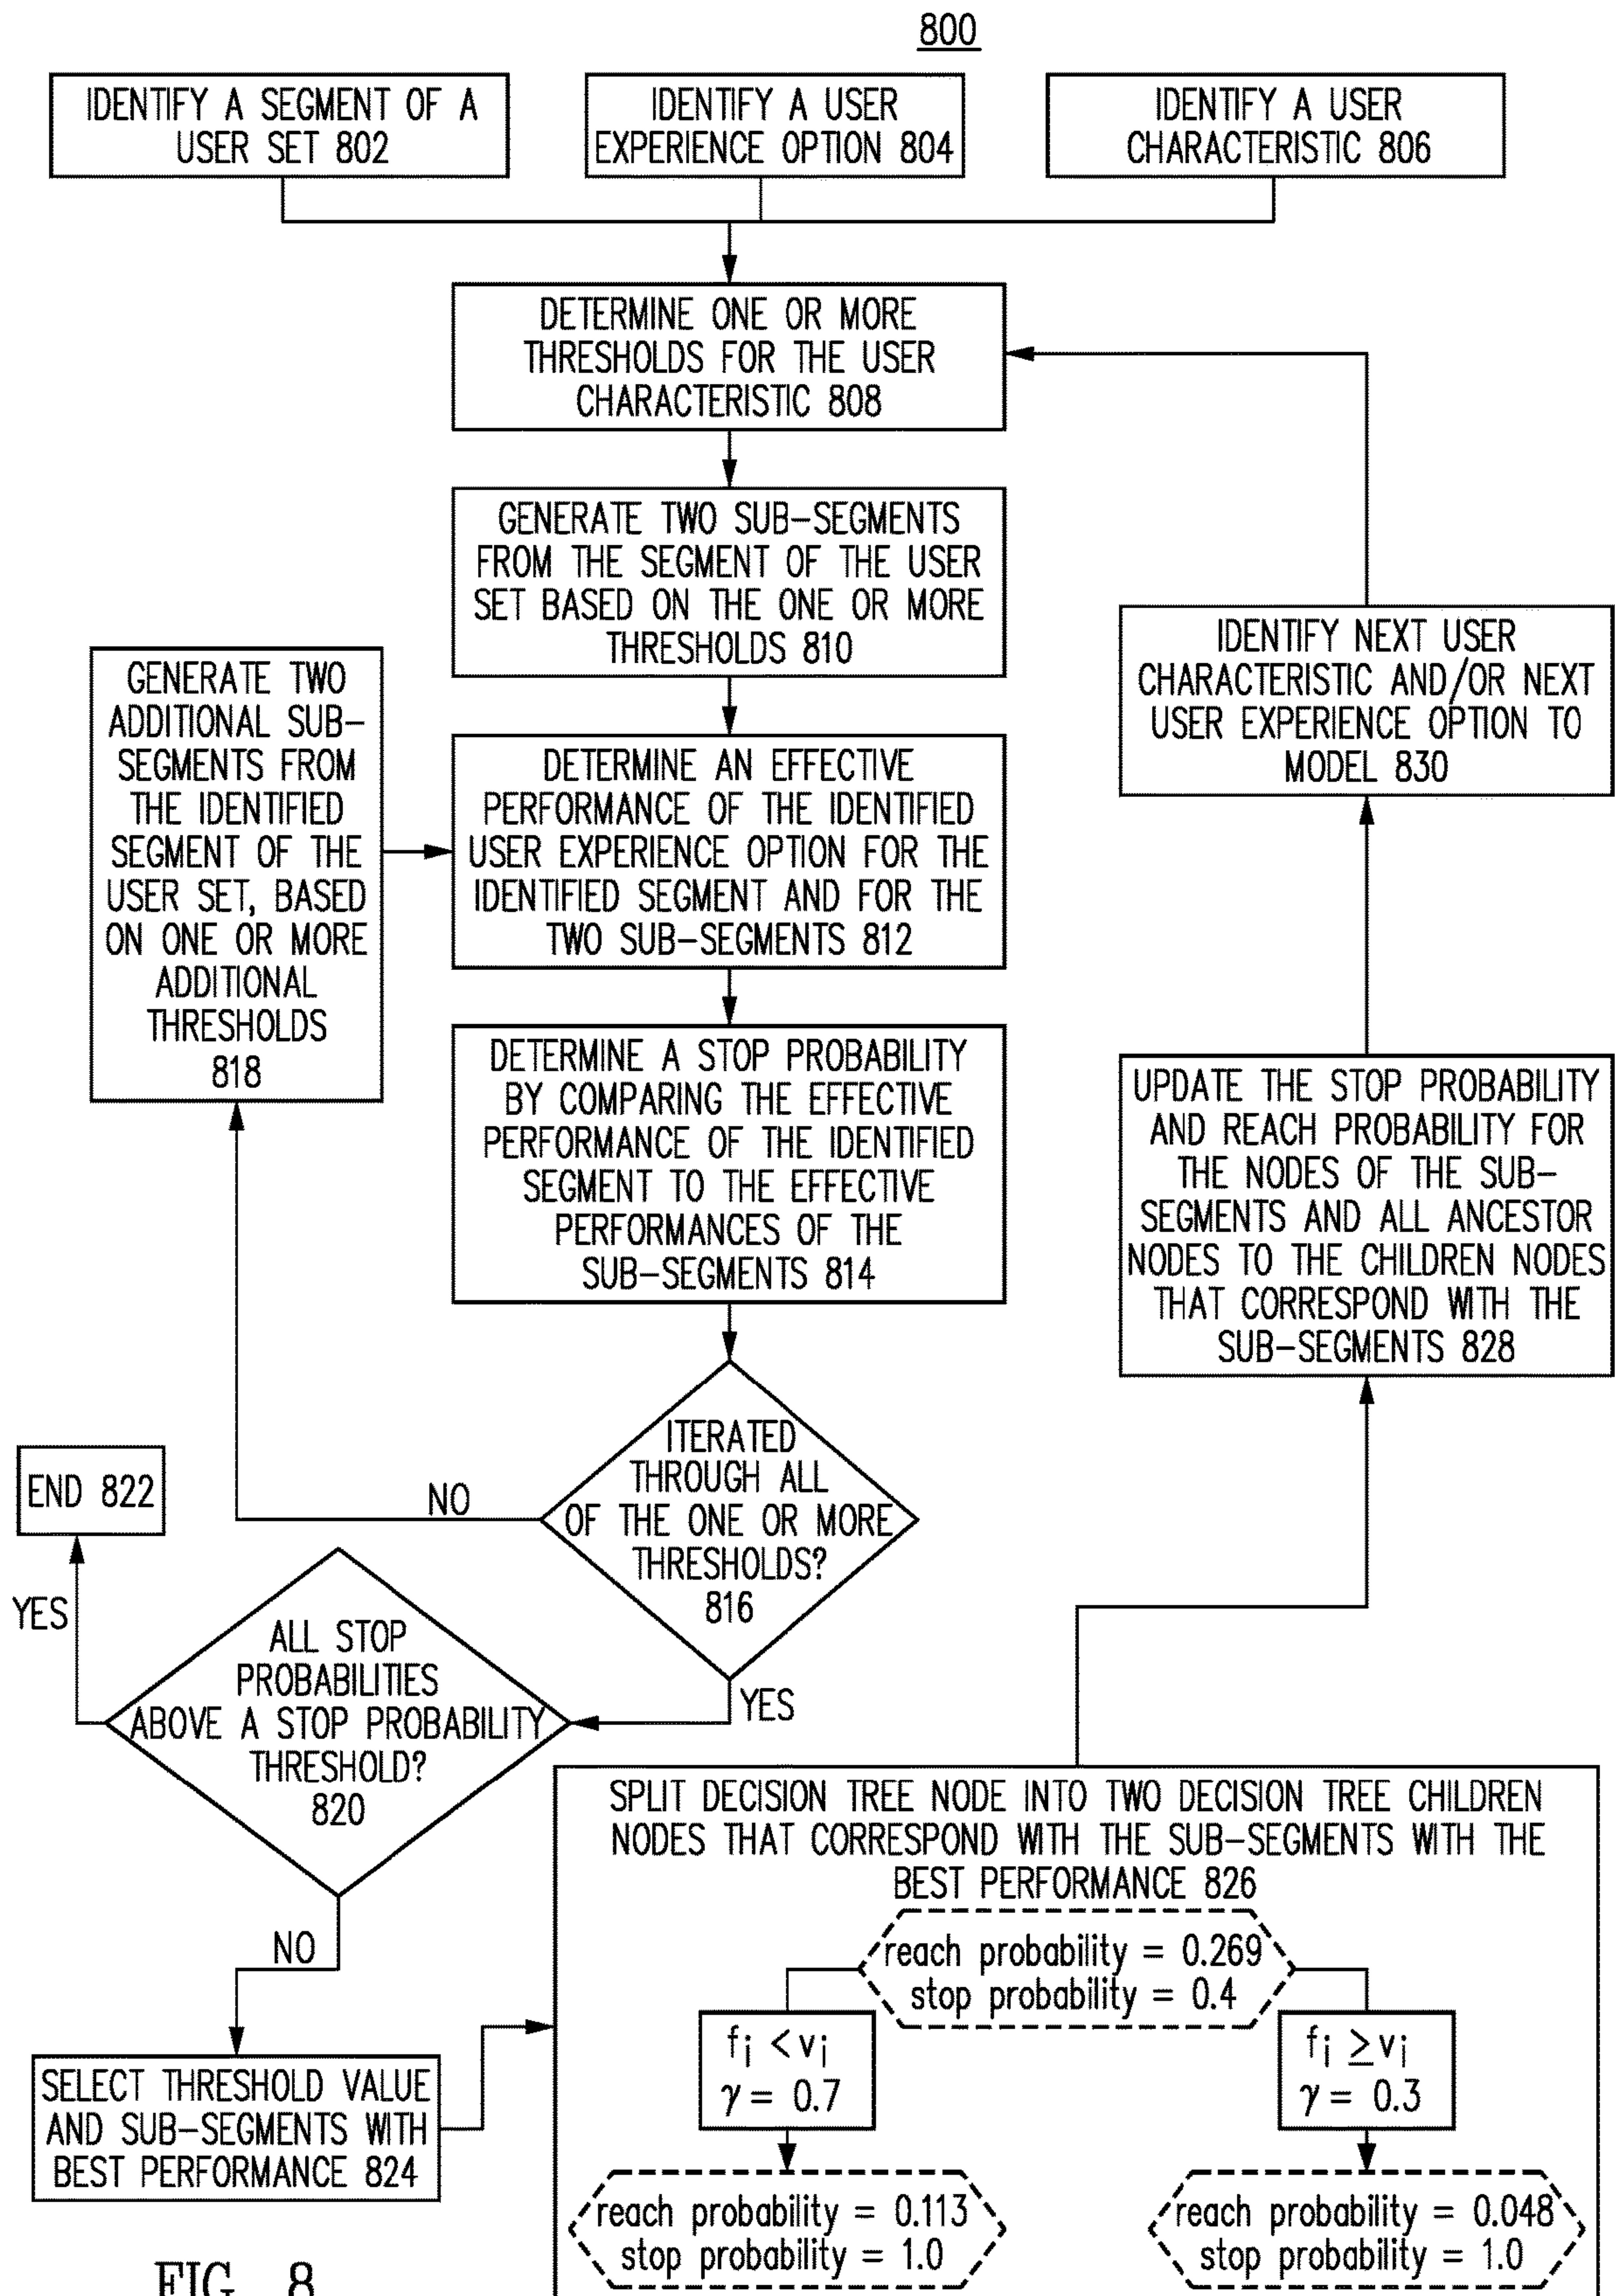 800
IDENTIFY A SEGMENT OF A
USER SET 802
IDENTIFY A USER
EXPERIENCE OPTION 804
IDENTIFY A USER
CHARACTERISTIC 806
DETERMINE ONE OR MORE
THRESHOLDS FOR THE USER
CHARACTERISTIC 808
GENERATE TWO SUB-SEGMENTS
FROM THE SEGMENT OF THE USER
SET BASED ON THE ONE OR MORE
THRESHOLDS 810
DETERMINE AN EFFECTIVE
PERFORMANCE OF THE IDENTIFIED
USER EXPERIENCE OPTION FOR THE
IDENTIFIED SEGMENT AND FOR THE
TWO SUB-SEGMENTS 812
GENERATE TWO
ADDITIONAL SUB-
SEGMENTS FROM
THE IDENTIFIED
SEGMENT OF THE
USER SET, BASED
ON ONE OR MORE
ADDITIONAL
THRESHOLDS
818
DETERMINE A STOP PROBABILITY
BY COMPARING THE EFFECTIVE
PERFORMANCE OF THE IDENTIFIED
SEGMENT TO THE EFFECTIVE
PERFORMANCES OF THE
SUB-SEGMENTS 814
IDENTIFY NEXT USER
CHARACTERISTIC AND/OR NEXT
USER EXPERIENCE OPTION TO
MODEL 830
UPDATE THE STOP PROBABILITY
AND REACH PROBABILITY FOR
THE NODES OF THE SUB-
SEGMENTS AND ALL ANCESTOR
NODES TO THE CHILDREN NODES
THAT CORRESPOND WITH THE
SUB-SEGMENTS 828
ITERATED
THROUGH ALL
OF THE ONE OR MORE
THRESHOLDS?
816
NO
YES
END 822
YES
ALL STOP
PROBABILITIES
ABOVE A STOP PROBABILITY
THRESHOLD?
820
NO
SELECT THRESHOLD VALUE
AND SUB-SEGMENTS WITH
BEST PERFORMANCE 824
SPLIT DECISION TREE NODE INTO TWO DECISION TREE CHILDREN
NODES THAT CORRESPOND WITH THE SUB-SEGMENTS WITH THE
BEST PERFORMANCE 826
reach probability = 0.269
stop probability = 0.4
fi < vi
γ = 0.7
fi ≥ vi
γ = 0.3
reach probability = 0.113
stop probability = 1.0
reach probability = 0.048
stop probability = 1.0
FIG. 8